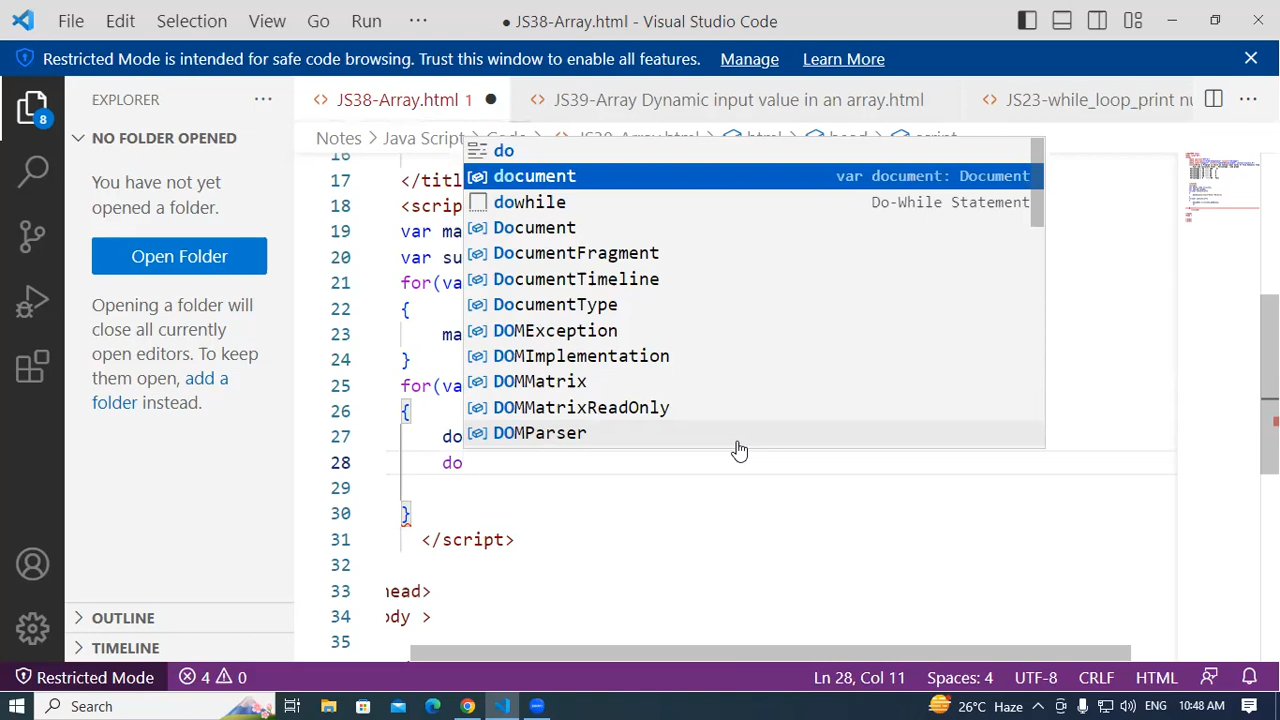 File Edit Selection View Go Run ··· ● JS38-Array.html - Visual Studio Code
Restricted Mode is intended for safe code browsing. Trust this window to enable all features. Manage Learn More
EXPLORER ···
JS38-Array.html 1 ●
JS39-Array Dynamic input value in an array.html
JS23-while_loop_print nu
8
NO FOLDER OPENED
You have not yet
opened a folder.
Open Folder
Opening a folder will
close all currently
open editors. To keep
them open, add a
folder instead.
OUTLINE
TIMELINE
Notes > Java Script >
16
17 </titl
18 <scrip
19 var ma
20 var su
21 for(va
22 {
23 ma
24 }
25 for(va
26 {
27 do
28 do
29
30 }
31 </script>
32
33 head>
34 ody >
35
do
document var document: Document
dowhile Do-While Statement
Document
DocumentFragment
DocumentTimeline
DocumentType
DOMException
DOMImplementation
DOMMatrix
DOMMatrixReadOnly
DOMParser
Restricted Mode 4 0 Ln 28, Col 11 Spaces: 4 UTF-8 CRLF HTML
Search 26°C Haze ENG 10:48 AM